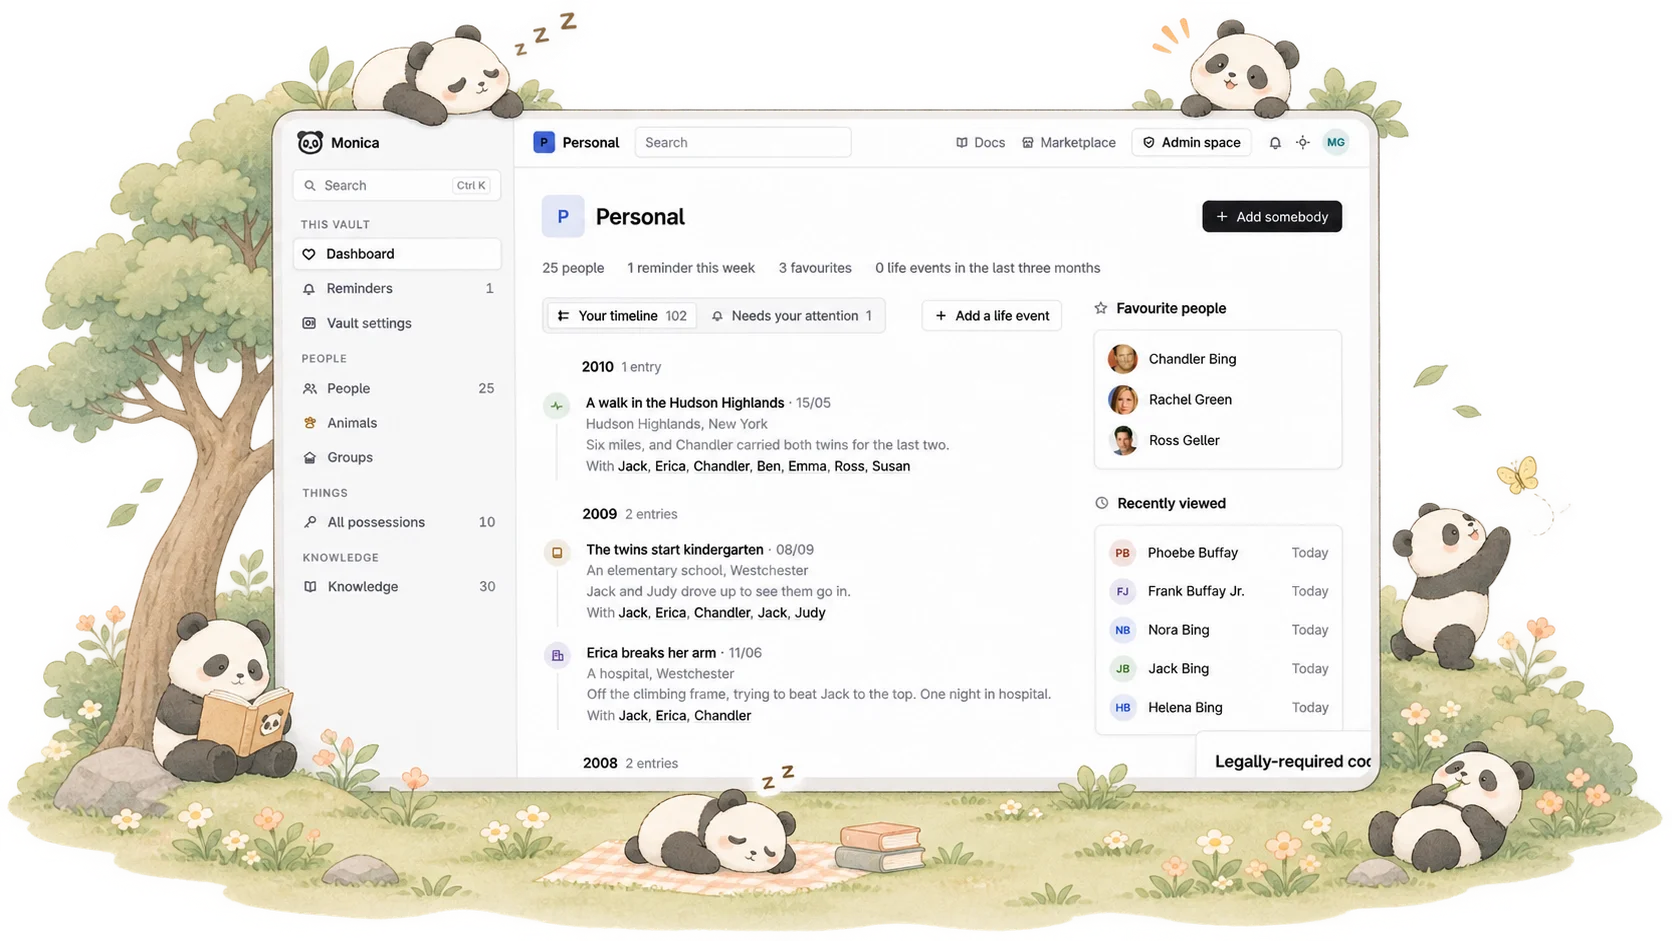 z z z
Monica
Search Ctrl K
THIS VAULT
Dashboard
Reminders 1
Vault settings
PEOPLE
People 25
Animals
Groups
THINGS
All possessions 10
KNOWLEDGE
Knowledge 30
P Personal Search Docs Marketplace Admin space MG
P Personal + Add somebody
25 people 1 reminder this week 3 favourites 0 life events in the last three months
Your timeline 102 Needs your attention 1 + Add a life event
2010 1 entry
A walk in the Hudson Highlands · 15/05
Hudson Highlands, New York
Six miles, and Chandler carried both twins for the last two.
With Jack, Erica, Chandler, Ben, Emma, Ross, Susan
2009 2 entries
The twins start kindergarten · 08/09
An elementary school, Westchester
Jack and Judy drove up to see them go in.
With Jack, Erica, Chandler, Jack, Judy
Erica breaks her arm · 11/06
A hospital, Westchester
Off the climbing frame, trying to beat Jack to the top. One night in hospital.
With Jack, Erica, Chandler
2008 2 entries
Favourite people
Chandler Bing
Rachel Green
Ross Geller
Recently viewed
PB Phoebe Buffay Today
FJ Frank Buffay Jr. Today
NB Nora Bing Today
JB Jack Bing Today
HB Helena Bing Today
Legally-required coo
z z